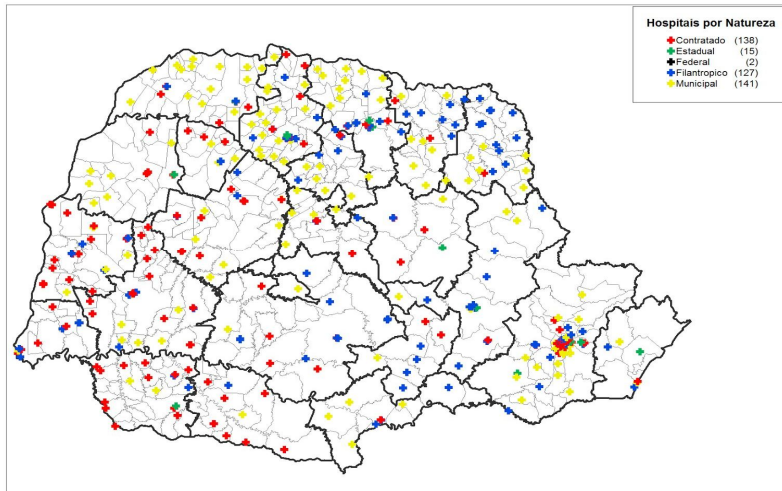 Hospitais por Natureza
Contratado (138)
Estadual (15)
Federal (2)
Filantropico (127)
Municipal (141)